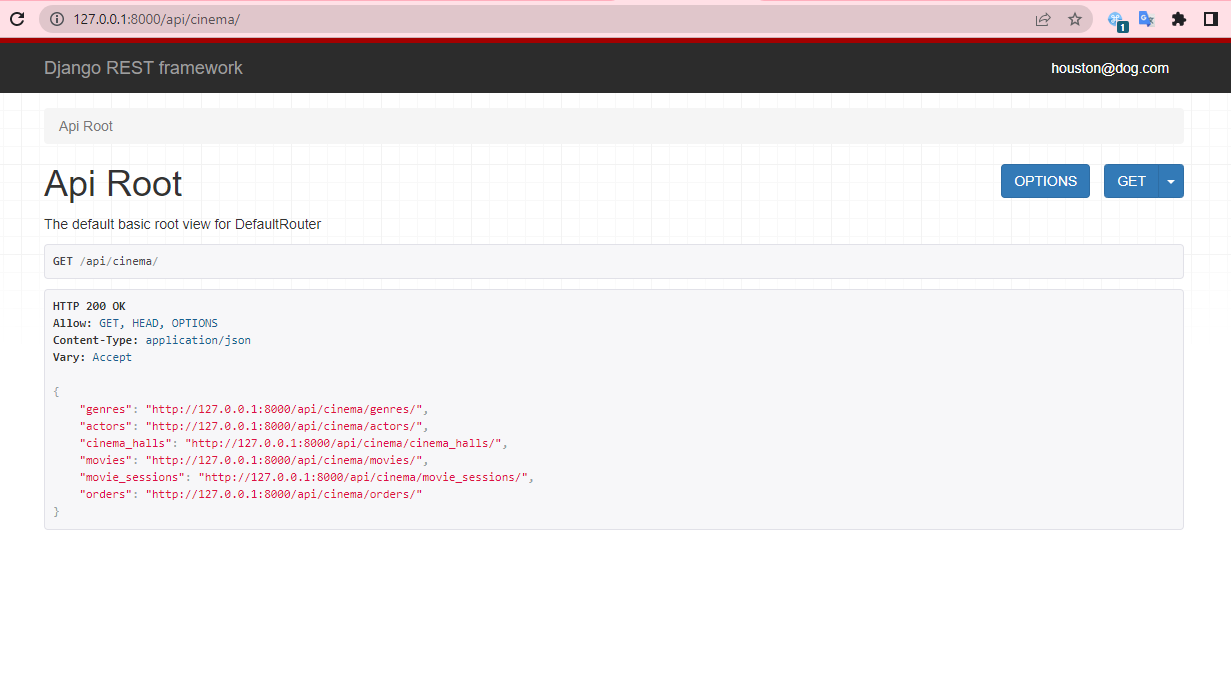 127.0.0.1:8000/api/cinema/
1
Django REST framework
houston@dog.com
Api Root
Api Root
OPTIONS
GET
The default basic root view for DefaultRouter
GET /api/cinema/
HTTP 200 OK
Allow: GET, HEAD, OPTIONS
Content-Type: application/json
Vary: Accept
{
    "genres": "http://127.0.0.1:8000/api/cinema/genres/",
    "actors": "http://127.0.0.1:8000/api/cinema/actors/",
    "cinema_halls": "http://127.0.0.1:8000/api/cinema/cinema_halls/",
    "movies": "http://127.0.0.1:8000/api/cinema/movies/",
    "movie_sessions": "http://127.0.0.1:8000/api/cinema/movie_sessions/",
    "orders": "http://127.0.0.1:8000/api/cinema/orders/"
}